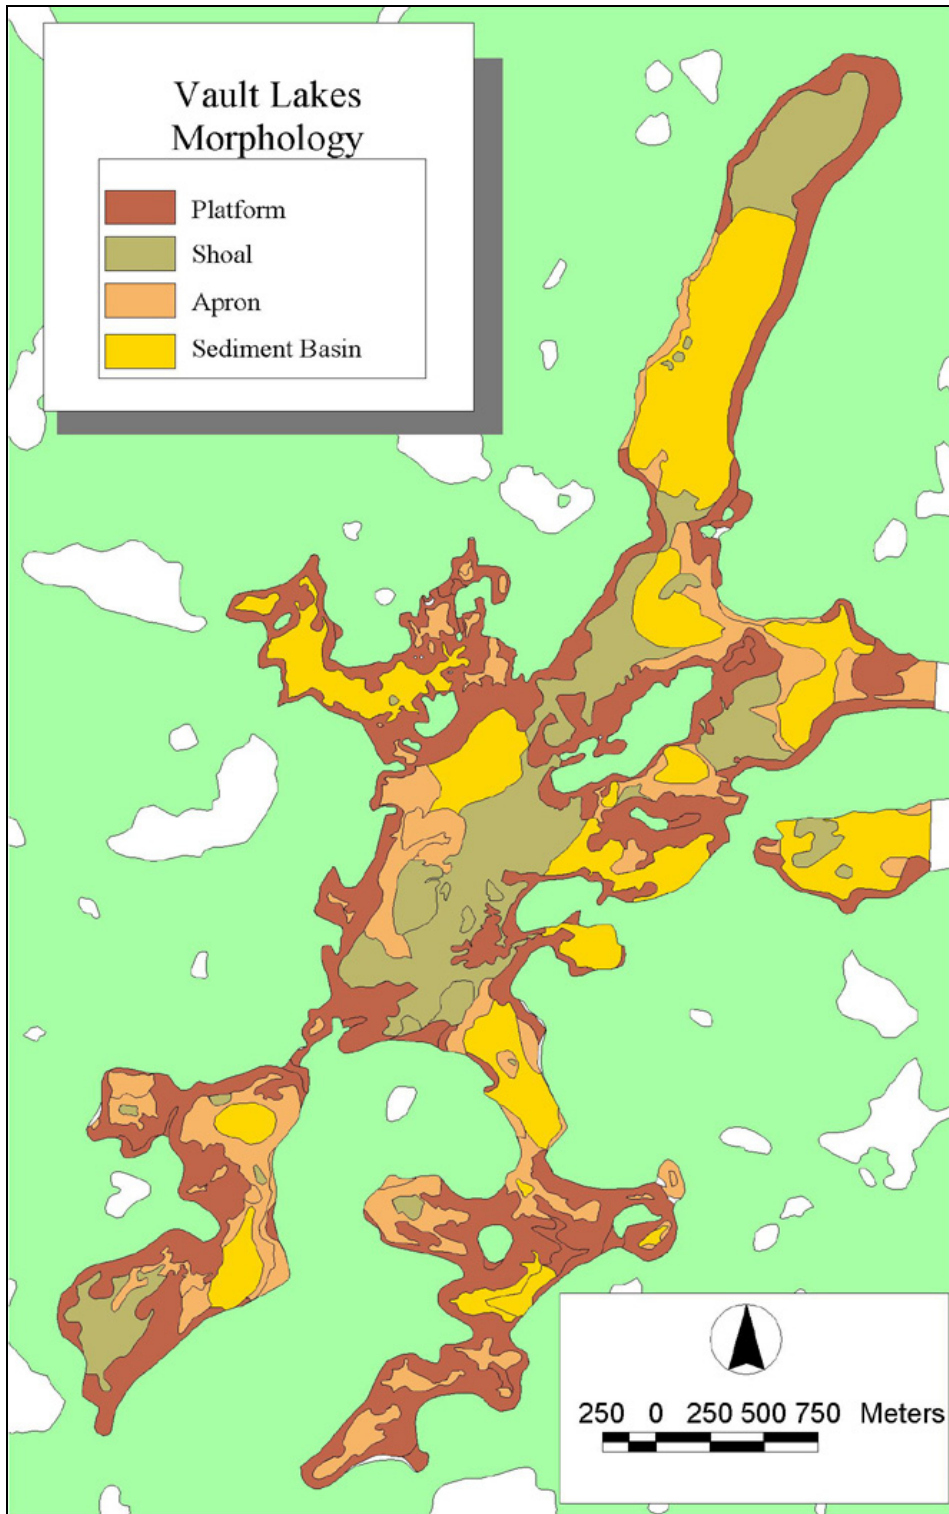 Vault Lakes
Morphology
Platform
Shoal
Apron
Sediment Basin
250 0 250 500 750 Meters